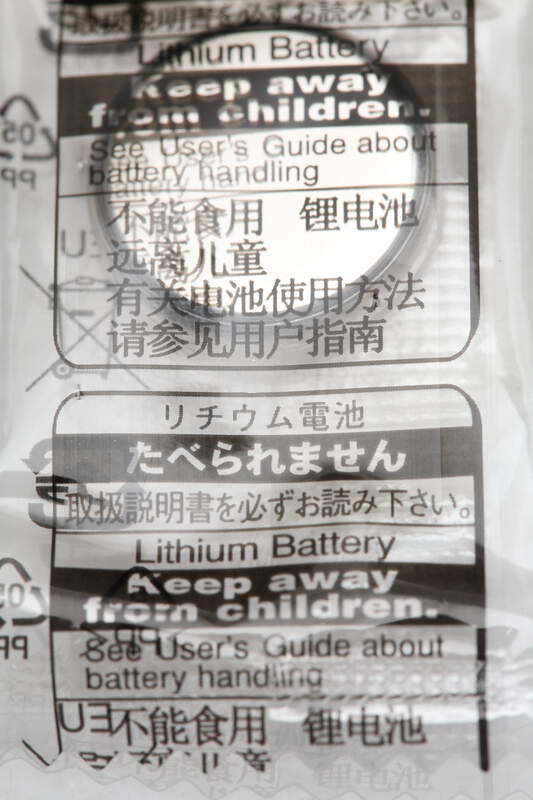 取扱説明書を必ずお読み下さい。
Lithium Battery
Keep away
from children.
See User's Guide about
battery handling
不能食用 锂电池
远离儿童
有关电池使用方法
请参见用户指南
リチウム電池
たべられません
取扱説明書を必ずお読み下さい。
Lithium Battery
Keep away
from children.
See User's Guide about
battery handling
不能食用 锂电池